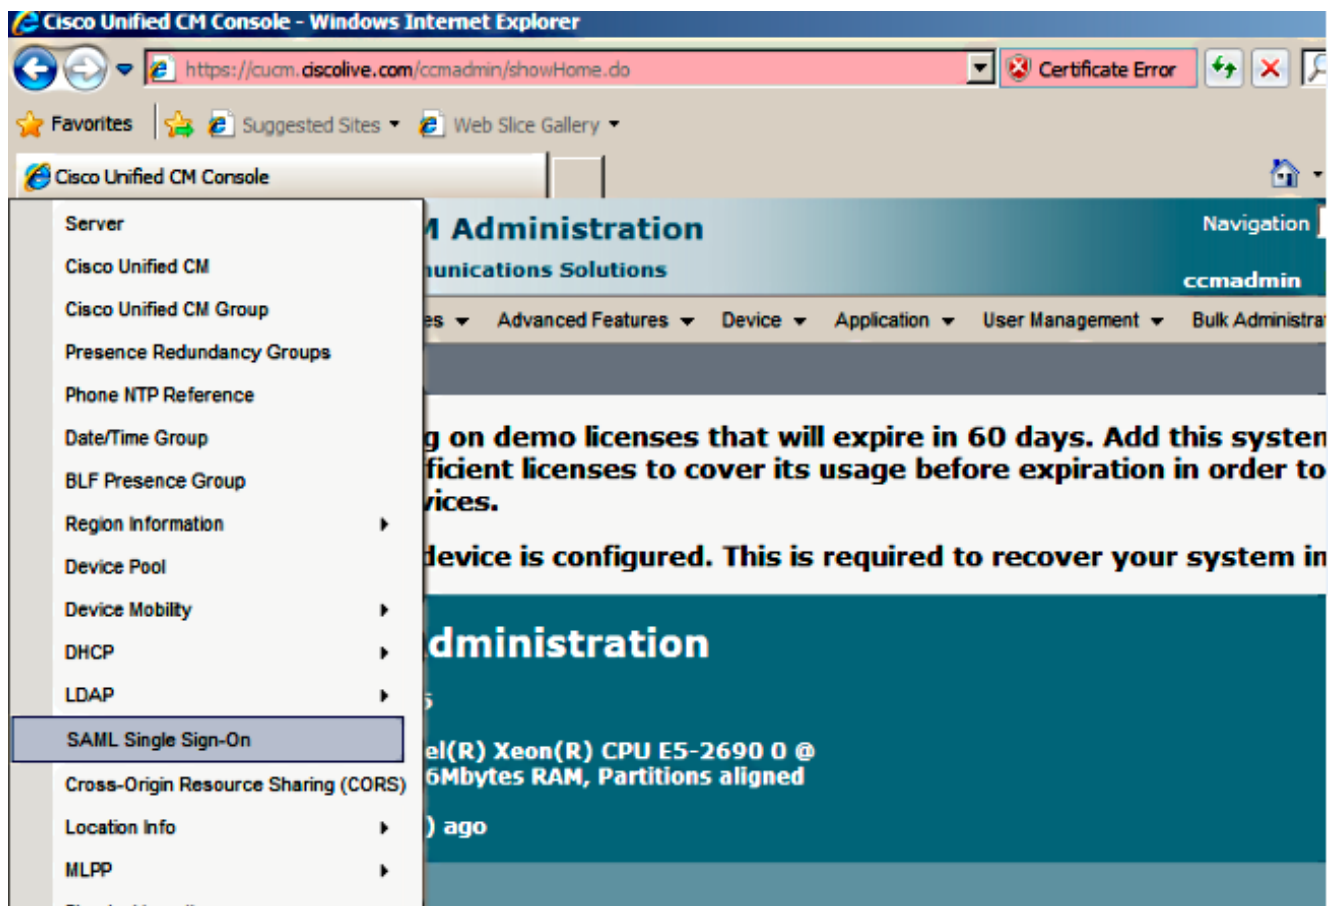 Cisco Unified CM Console - Windows Internet Explorer
https://cucm.ciscolive.com/ccmadmin/showHome.do
Certificate Error
Favorites
Suggested Sites
Web Slice Gallery
Cisco Unified CM Console
Server
Cisco Unified CM
Cisco Unified CM Group
Presence Redundancy Groups
Phone NTP Reference
Date/Time Group
BLF Presence Group
Region Information
Device Pool
Device Mobility
DHCP
LDAP
SAML Single Sign-On
Cross-Origin Resource Sharing (CORS)
Location Info
MLPP
M Administration
unications Solutions
Navigation
ccmadmin
es
Advanced Features
Device
Application
User Management
Bulk Administra
g on demo licenses that will expire in 60 days. Add this system
ficient licenses to cover its usage before expiration in order to
vices.
device is configured. This is required to recover your system in
dministration
el(R) Xeon(R) CPU E5-2690 0 @
6Mbytes RAM, Partitions aligned
) ago